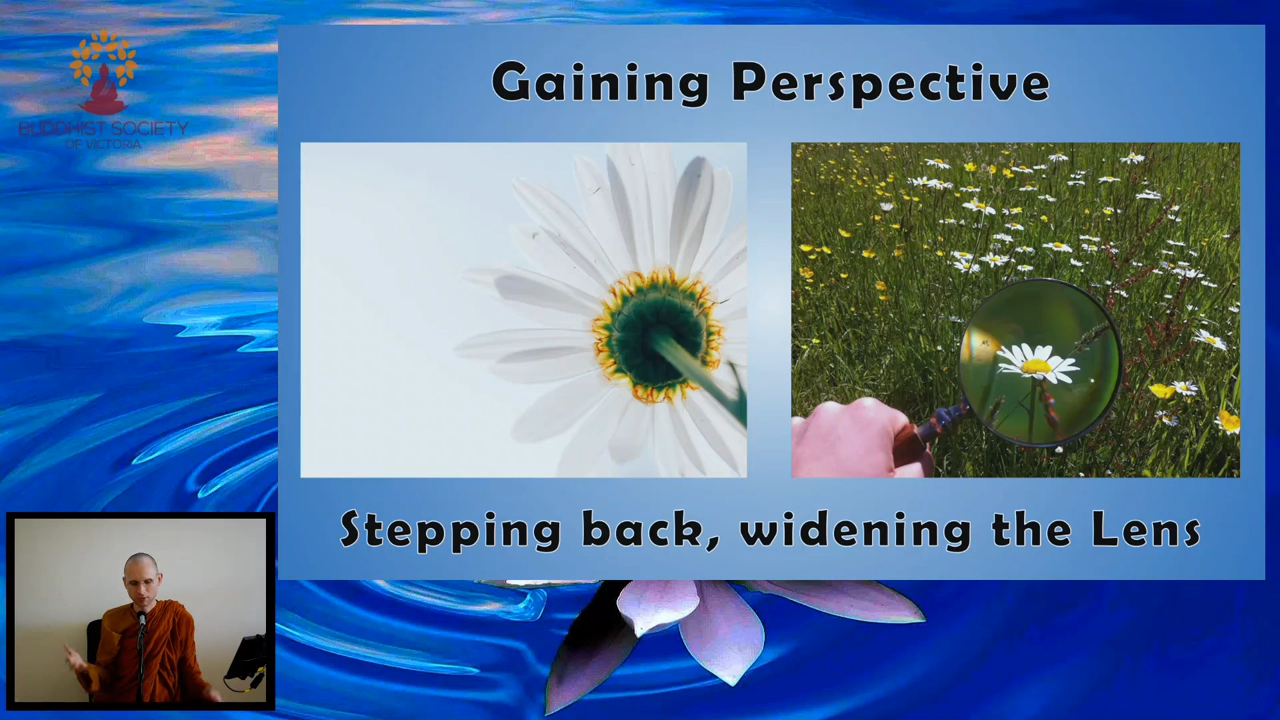 BUDDHIST SOCIETY
OF VICTORIA
Gaining Perspective
Stepping back, widening the Lens